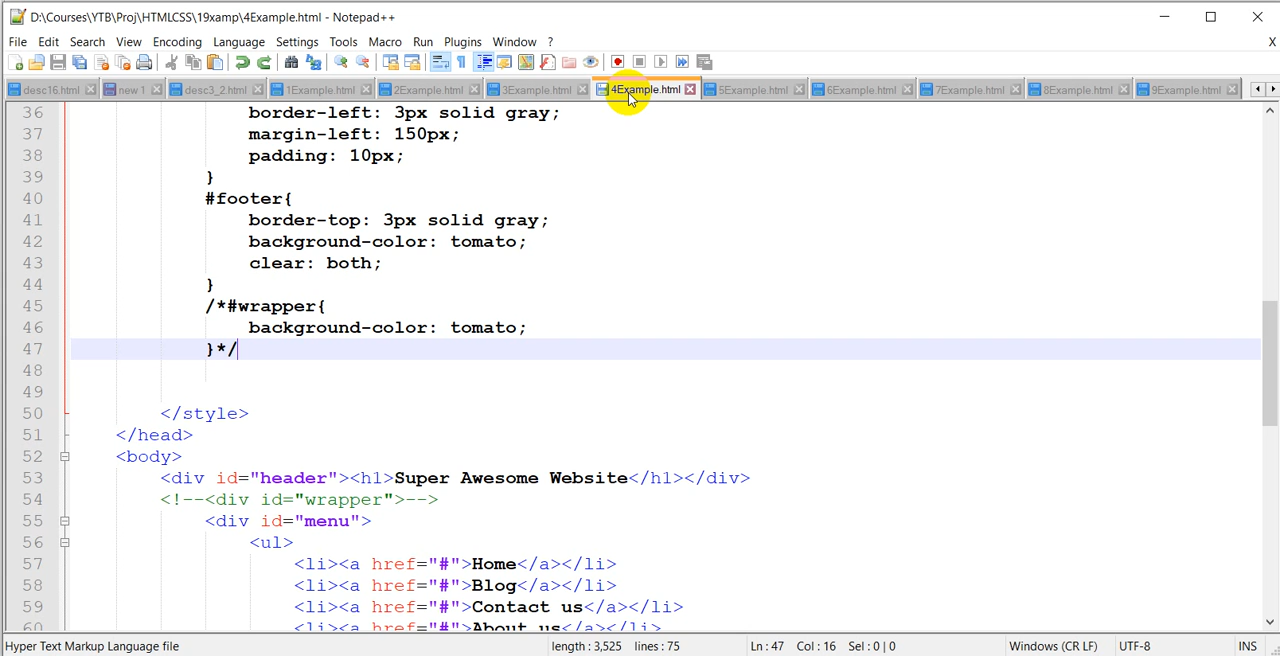 D:\Courses\YTB\Proj\HTMLCSS\19xamp\4Example.html - Notepad++
File Edit Search View Encoding Language Settings Tools Macro Run Plugins Window ? X
desc16.html new 1 desc3_2.html 1Example.html 2Example.html 3Example.html 4Example.html 5Example.html 6Example.html 7Example.html 8Example.html 9Example.html
36 border-left: 3px solid gray;
37 margin-left: 150px;
38 padding: 10px;
39 }
40 #footer{
41 border-top: 3px solid gray;
42 background-color: tomato;
43 clear: both;
44 }
45 /*#wrapper{
46 background-color: tomato;
47 }*/
48
49
50 </style>
51 </head>
52 <body>
53 <div id="header"><h1>Super Awesome Website</h1></div>
54 <!--<div id="wrapper">-->
55 <div id="menu">
56 <ul>
57 <li><a href="#">Home</a></li>
58 <li><a href="#">Blog</a></li>
59 <li><a href="#">Contact us</a></li>
60 <li><a href="#">About us</a></li>
Hyper Text Markup Language file length : 3,525 lines : 75 Ln : 47 Col : 16 Sel : 0 | 0 Windows (CR LF) UTF-8 INS